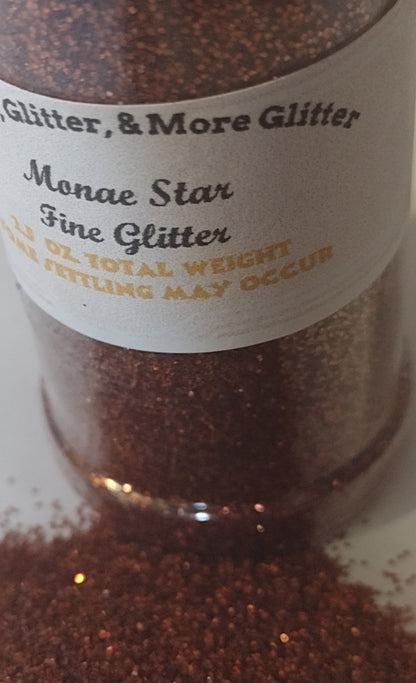 , Glitter, & More Glitter
Monae Star
Fine Glitter
OZ TOTAL WEIGHT
SETTLING MAY OCCUR